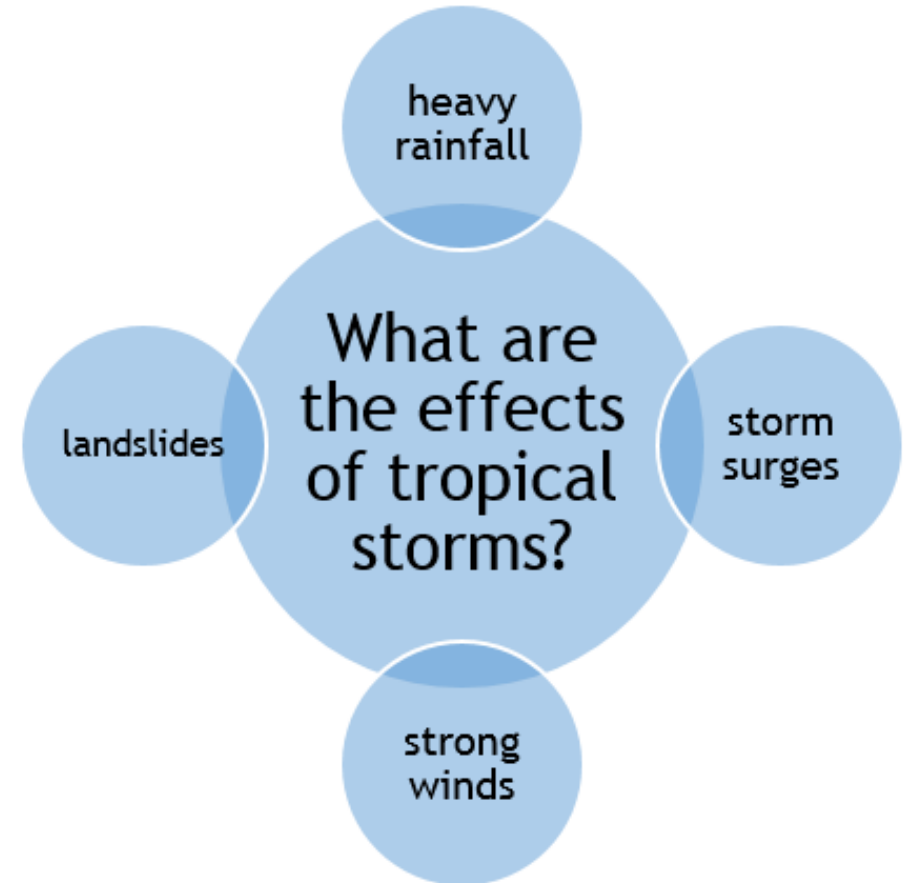 heavy
rainfall
What are
the effects
of tropical
storms?
landslides
storm
surges
strong
winds